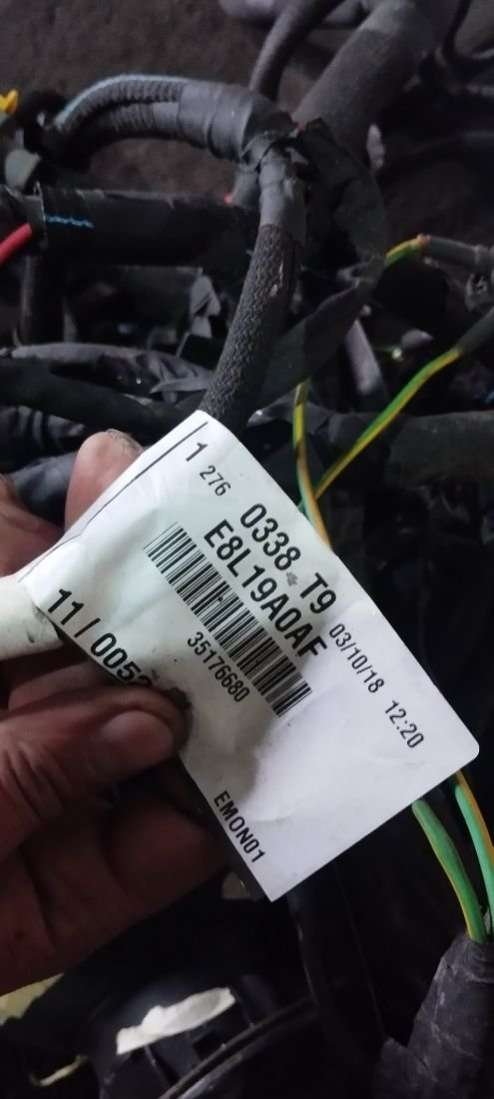 1 276 0338 T9 03/10/18 12:20
E8L19A0AF
35176680
11/005
EMON01